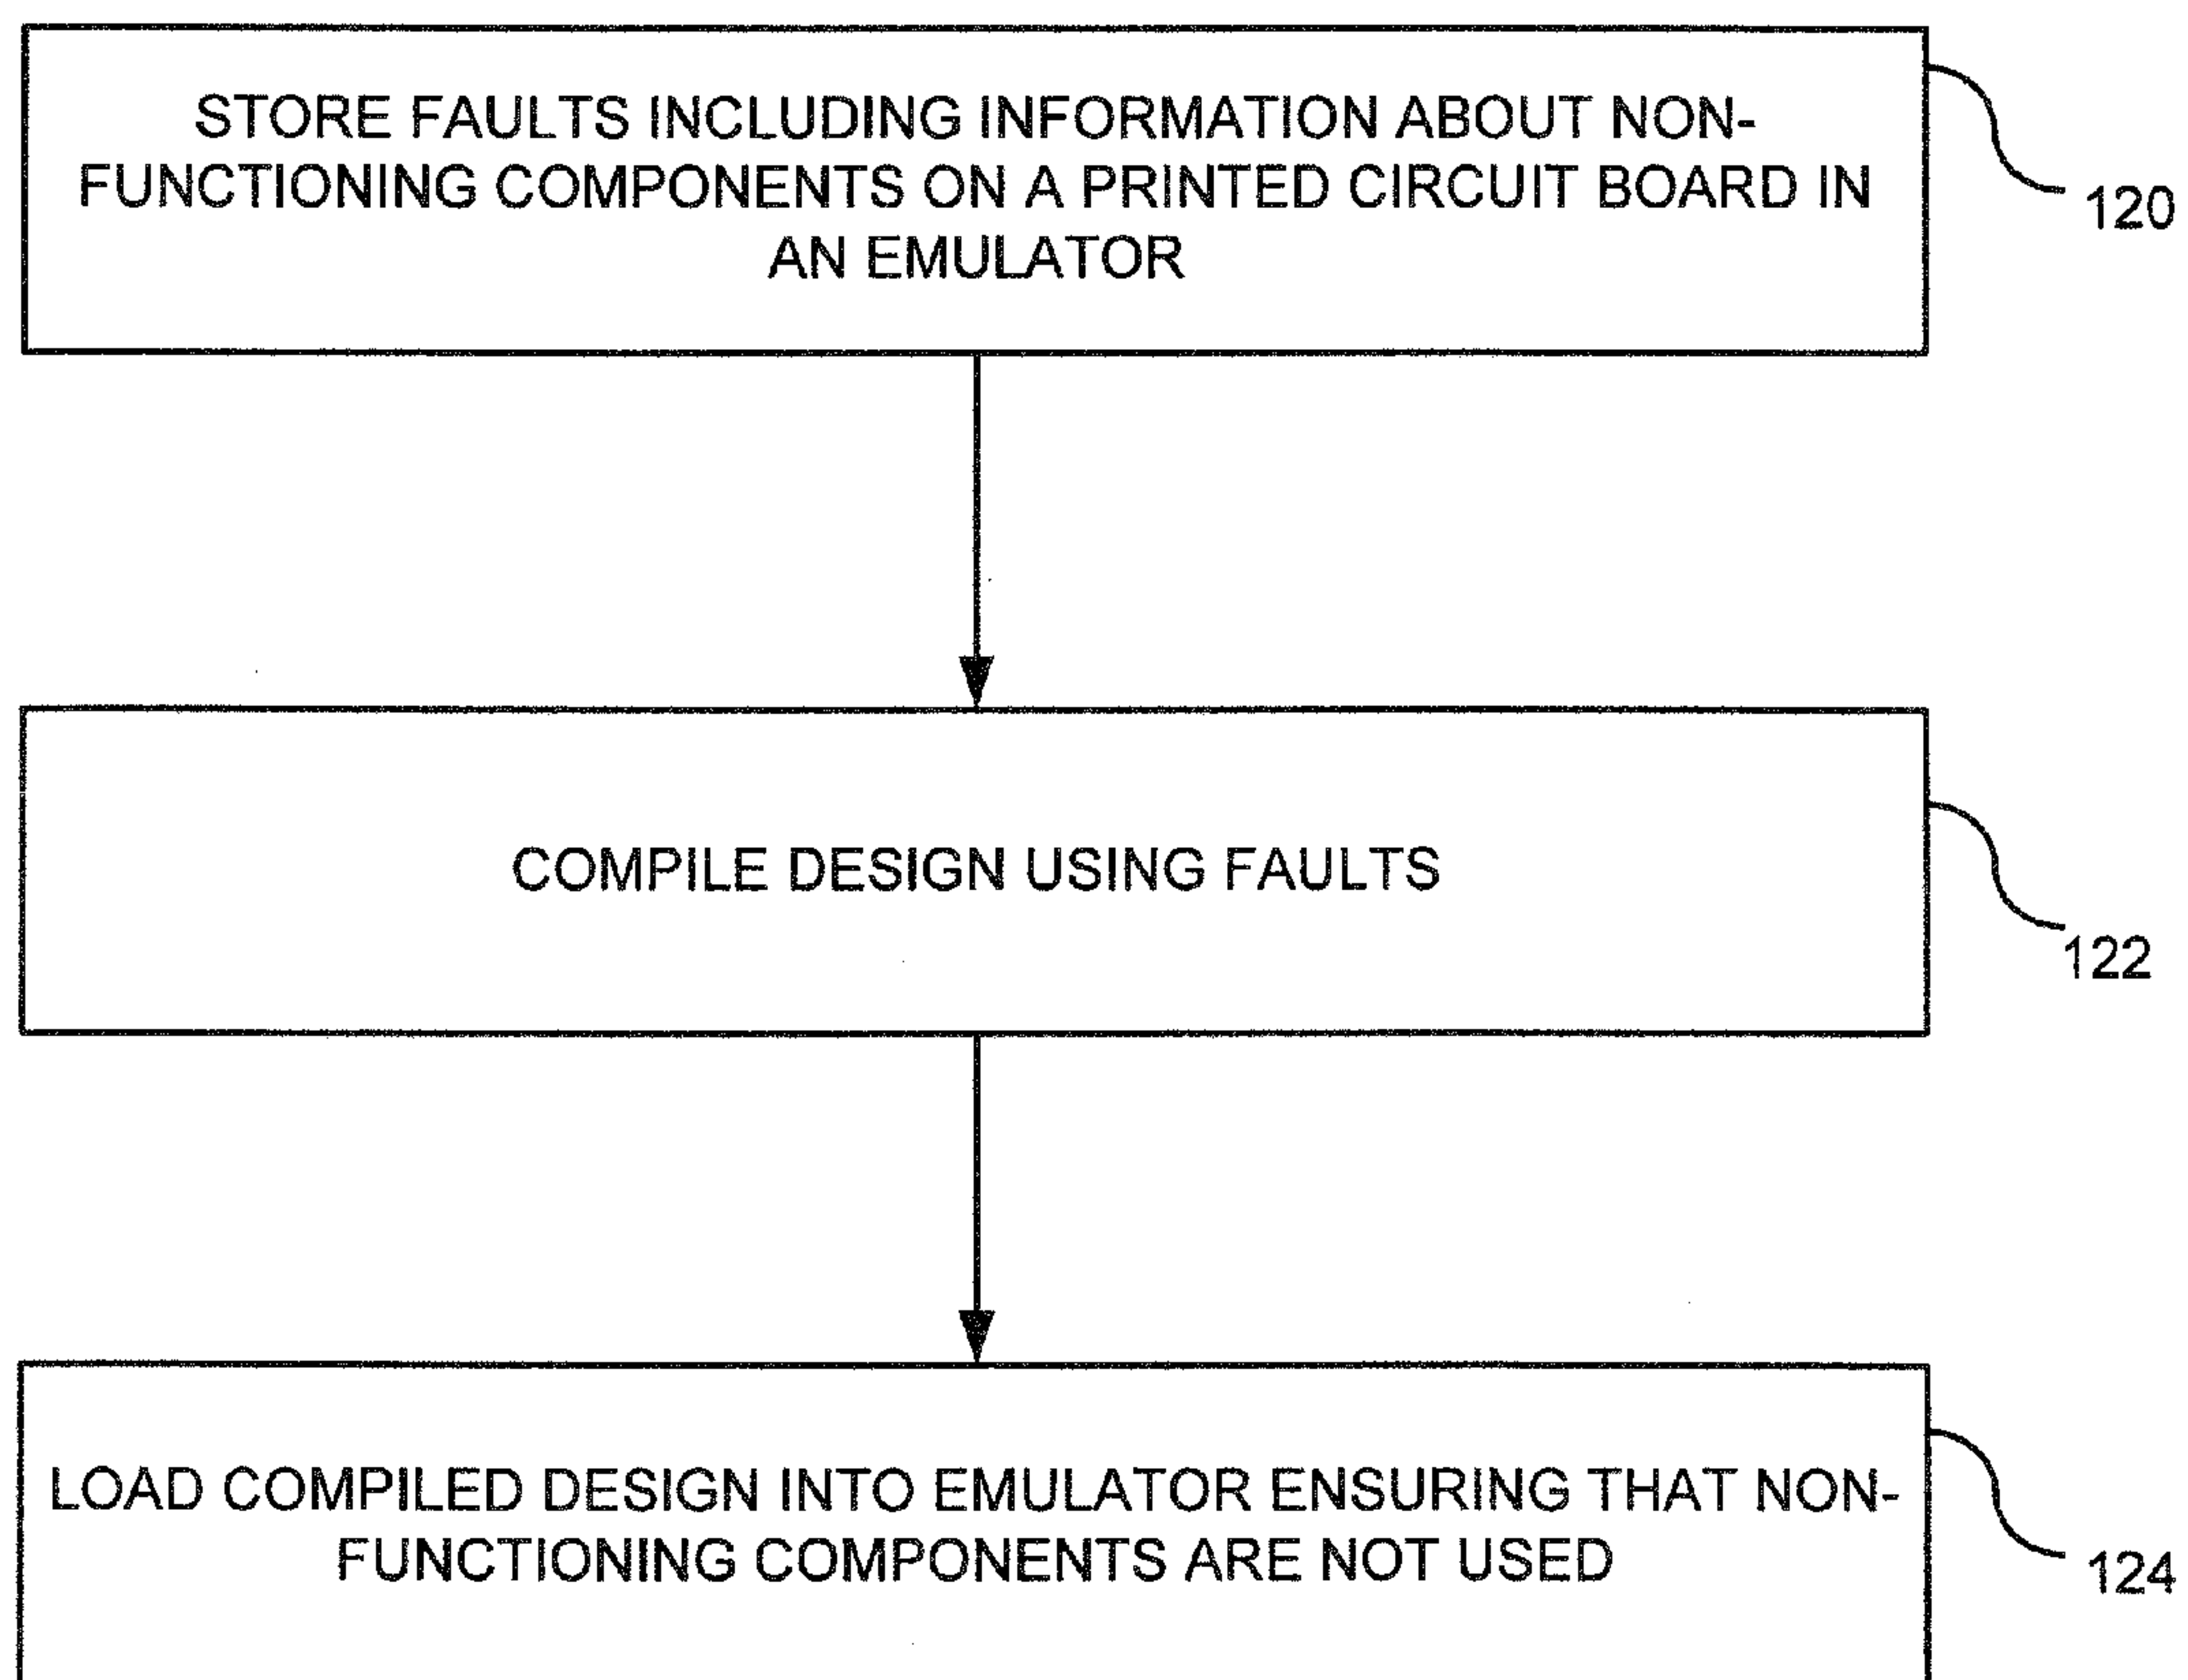 STORE FAULTS INCLUDING INFORMATION ABOUT NON-
FUNCTIONING COMPONENTS ON A PRINTED CIRCUIT BOARD IN
AN EMULATOR
120
COMPILE DESIGN USING FAULTS
122
LOAD COMPILED DESIGN INTO EMULATOR ENSURING THAT NON-
FUNCTIONING COMPONENTS ARE NOT USED
124